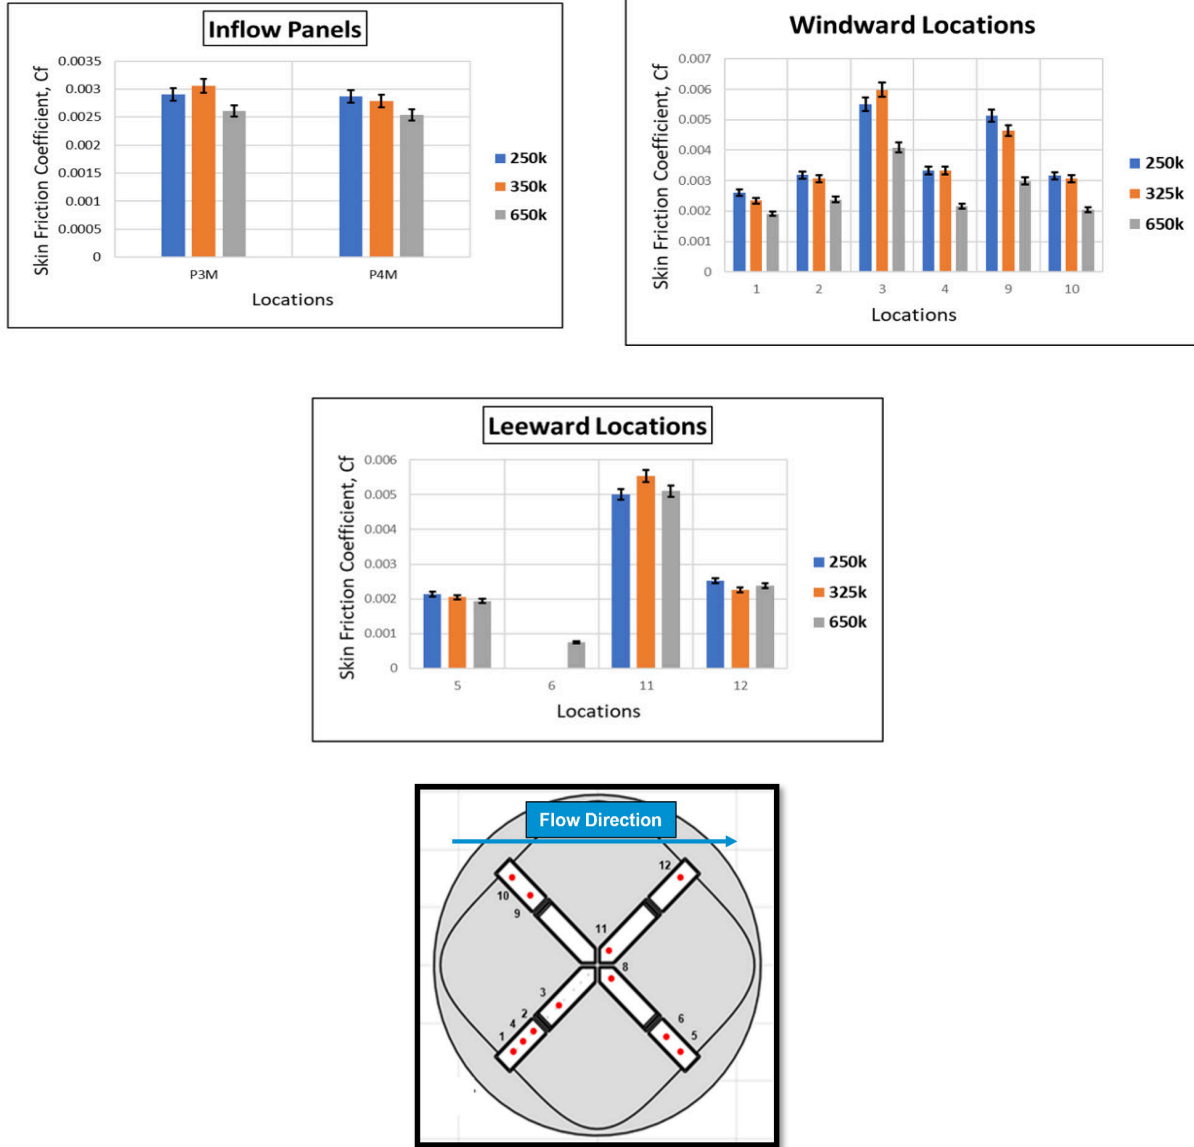 Inflow Panels
Skin Friction Coefficient, Cf
0.0035
0.003
0.0025
0.002
0.0015
0.001
0.0005
0
P3M P4M
Locations
250k
350k
650k
Windward Locations
Skin Friction Coefficient, Cf
0.007
0.006
0.005
0.004
0.003
0.002
0.001
0
1 2 3 4 9 10
Locations
250k
325k
650k
Leeward Locations
Skin Friction Coefficient, Cf
0.006
0.005
0.004
0.003
0.002
0.001
0
5 6 11 12
Locations
250k
325k
650k
Flow Direction
12
10
9
11
8
3
2
4
1
6
5